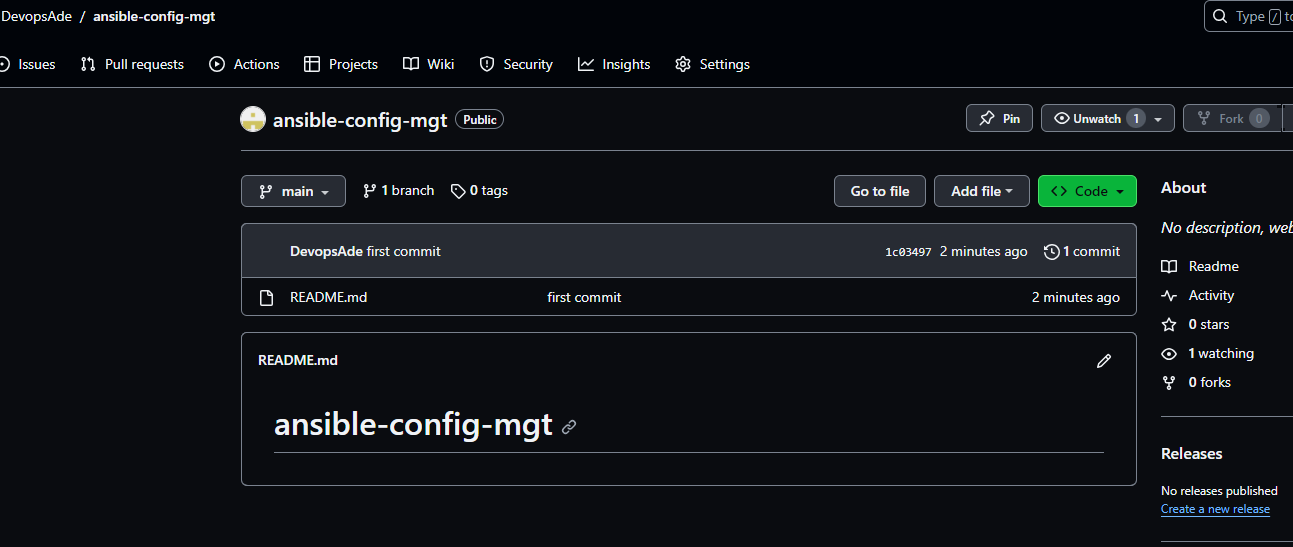 DevopsAde / ansible-config-mgt
Type / to
Issues Pull requests Actions Projects Wiki Security Insights Settings
ansible-config-mgt Public
Pin Unwatch 1 Fork 0
main 1 branch 0 tags Go to file Add file Code
DevopsAde first commit 1c03497 2 minutes ago 1 commit
README.md first commit 2 minutes ago
README.md
ansible-config-mgt
About
No description, web
Readme
Activity
0 stars
1 watching
0 forks
Releases
No releases published
Create a new release